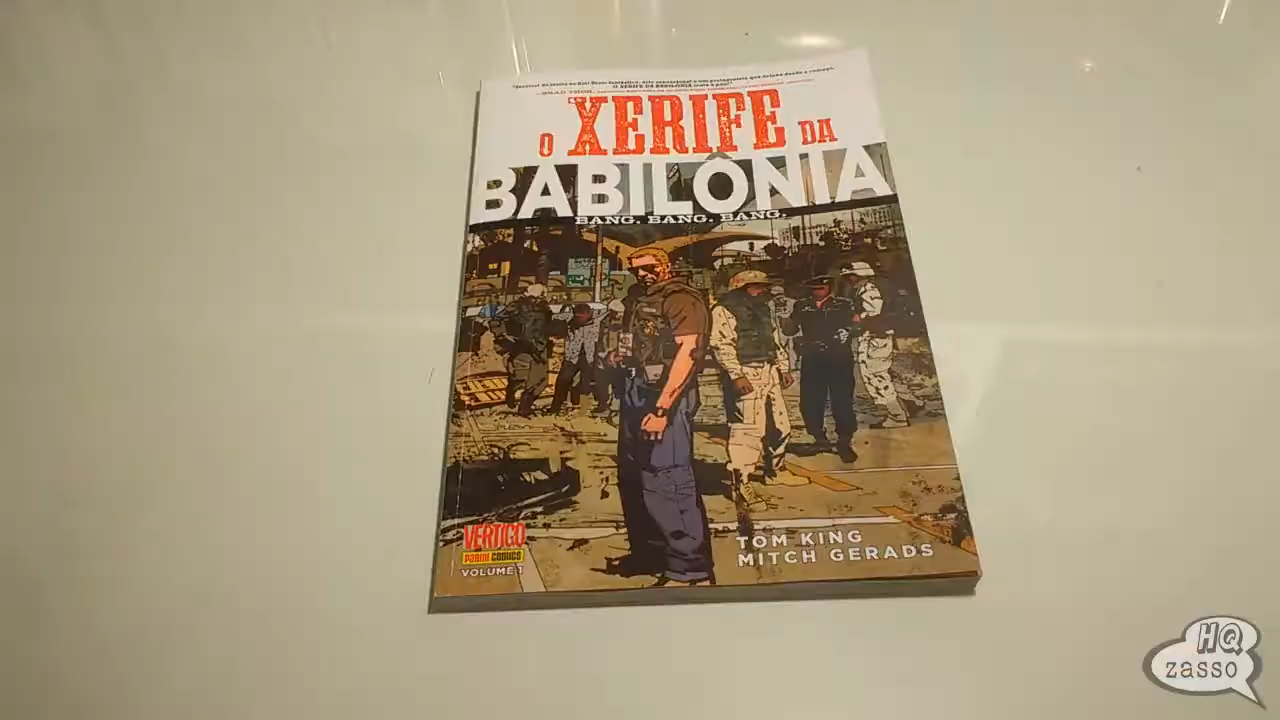 O XERIFE DA
BABILÔNIA
BANG. BANG. BANG.
VERTIGO
PANINI COMICS
VOLUME 1
TOM KING
MITCH GERADS
HQ
zasso